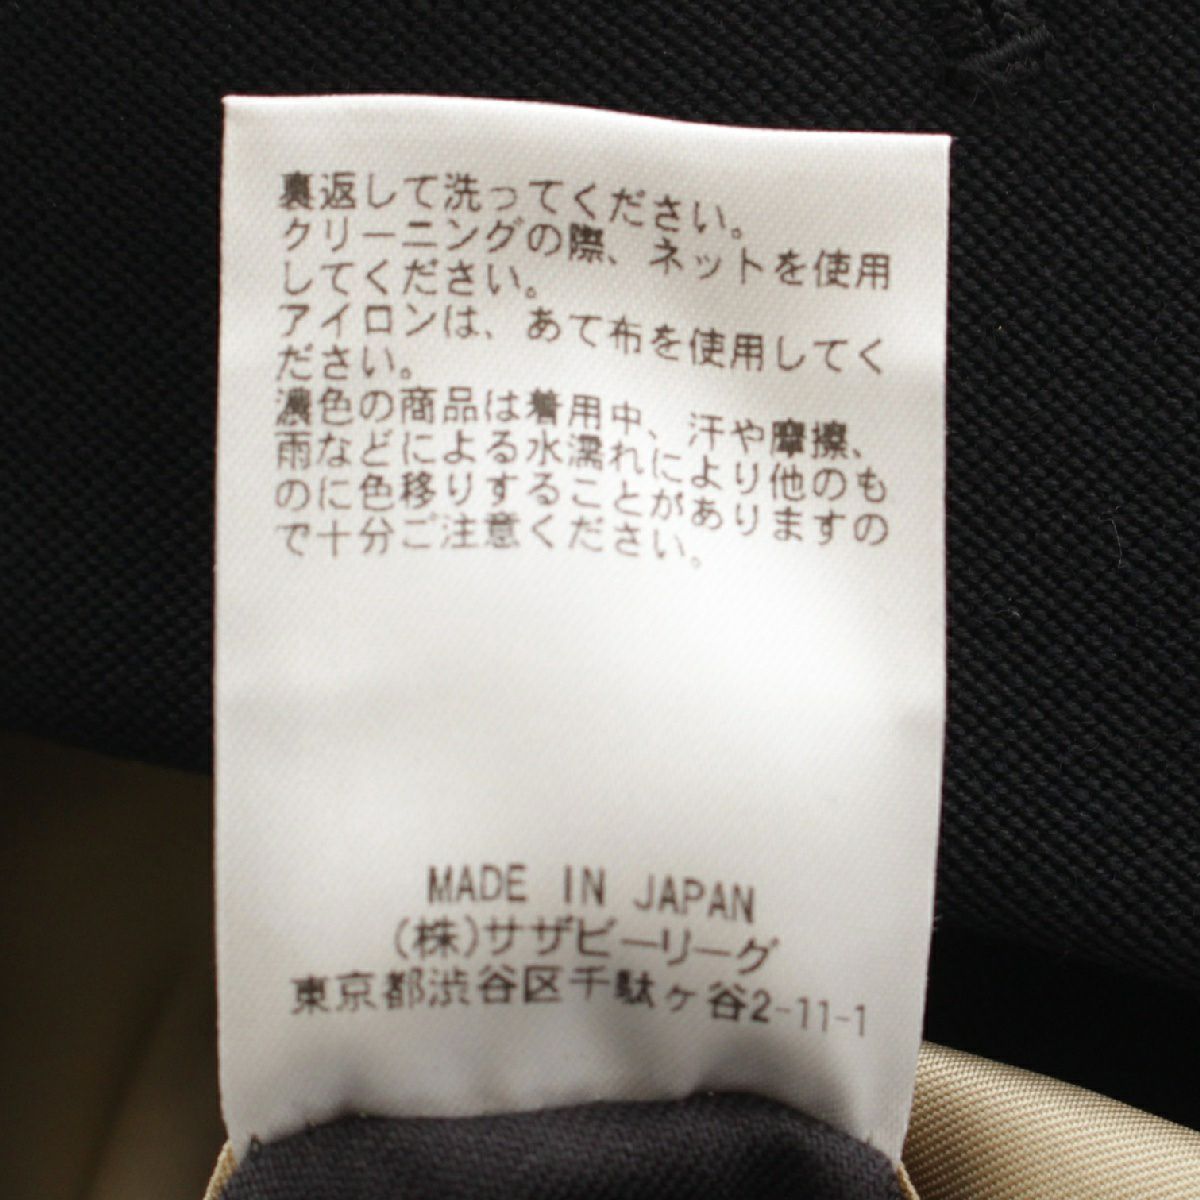 裏返して洗ってください。
クリーニングの際、ネットを使用
してください。
アイロンは、あて布を使用してく
ださい。
濃色の商品は着用中、汗や摩擦、
雨などによる水濡れにより他のも
のに色移りすることがありますの
で十分ご注意ください。
MADE IN JAPAN
(株)サザビーリーグ
東京都渋谷区千駄ヶ谷2-11-1